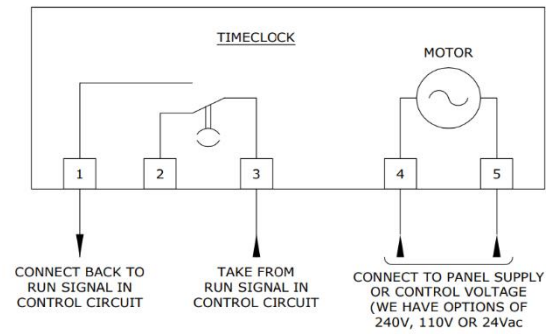 TIMECLOCK
MOTOR
1
2
3
4
5
CONNECT BACK TO
RUN SIGNAL IN
CONTROL CIRCUIT
TAKE FROM
RUN SIGNAL IN
CONTROL CIRCUIT
CONNECT TO PANEL SUPPLY
OR CONTROL VOLTAGE
(WE HAVE OPTIONS OF
240V, 110V OR 24Vac